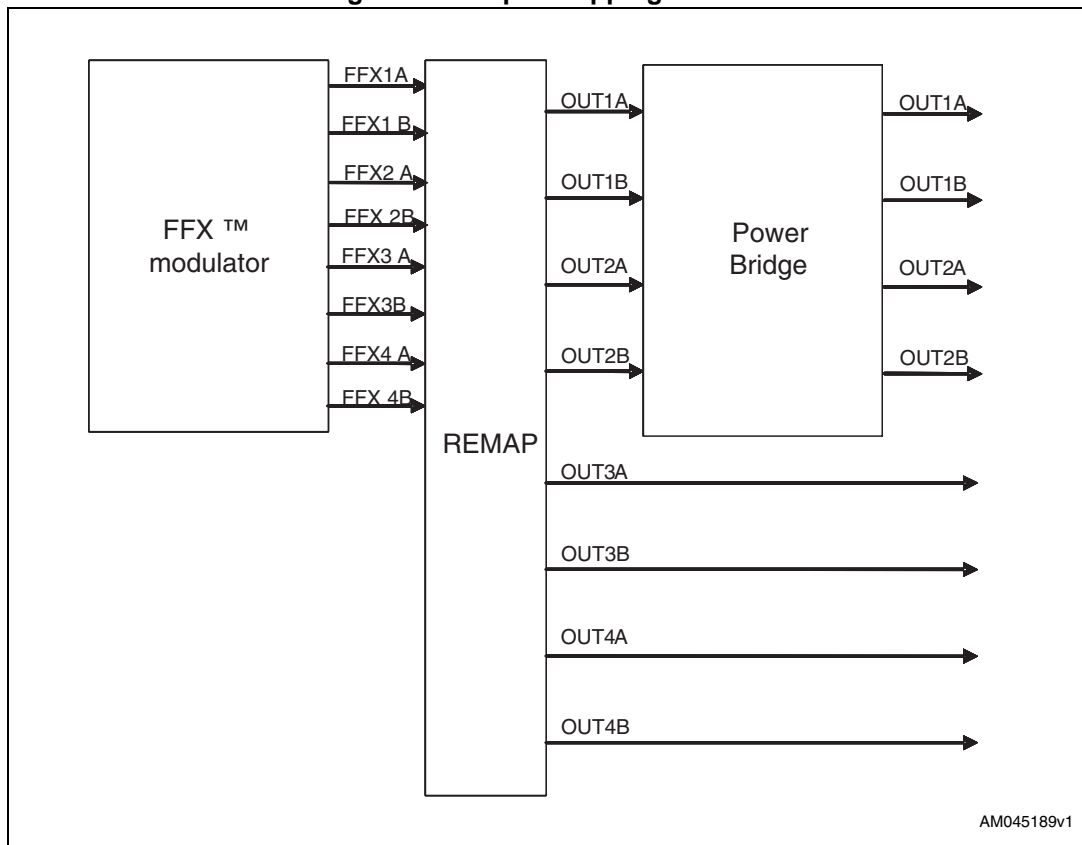 FFX ™
modulator
FFX1A
FFX1 B
FFX2 A
FFX 2B
FFX3 A
FFX3B
FFX4 A
FFX 4B
REMAP
OUT1A
OUT1B
OUT2A
OUT2B
OUT3A
OUT3B
OUT4A
OUT4B
Power
Bridge
OUT1A
OUT1B
OUT2A
OUT2B
AM045189v1